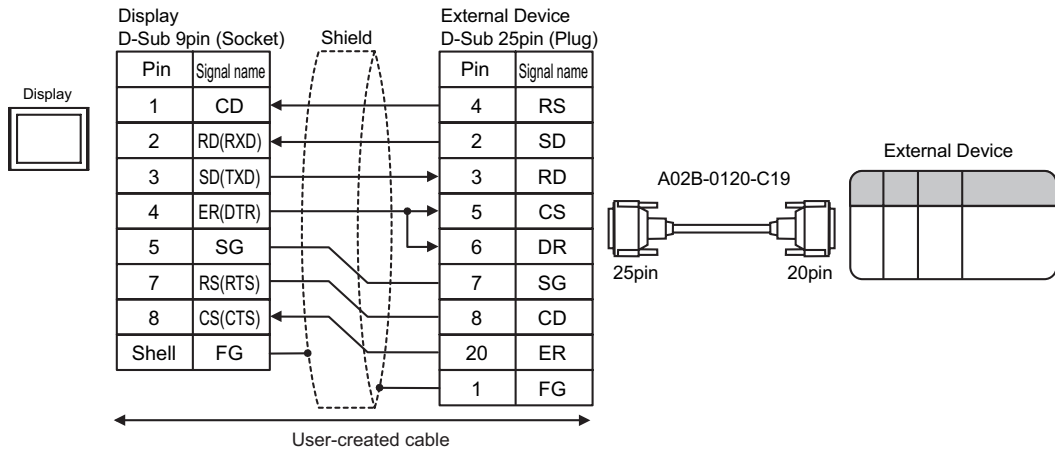 Display
D-Sub 9pin (Socket)
Shield
External Device
D-Sub 25pin (Plug)
Pin Signal name
Pin Signal name
1 CD 4 RS
2 RD(RXD) 2 SD
3 SD(TXD) 3 RD
4 ER(DTR) 5 CS
5 SG 6 DR
7 RS(RTS) 7 SG
8 CS(CTS) 8 CD
Shell FG 20 ER
1 FG
User-created cable
Display
A02B-0120-C19
25pin
20pin
External Device